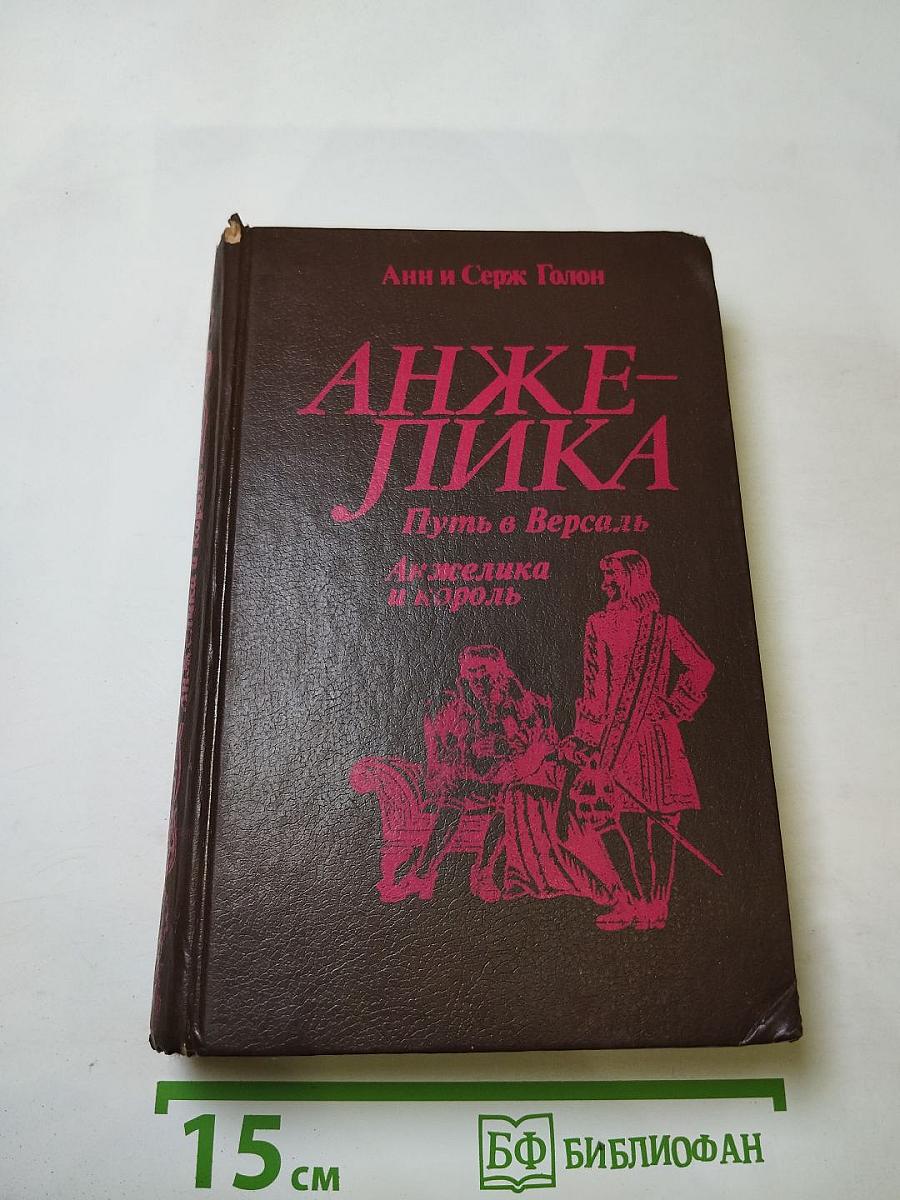 Анн и Серж Голон
АНЖЕ-
ЛИКА
Путь в Версаль
Анжелика
и король
15 см
БФ БИБЛИОФАН